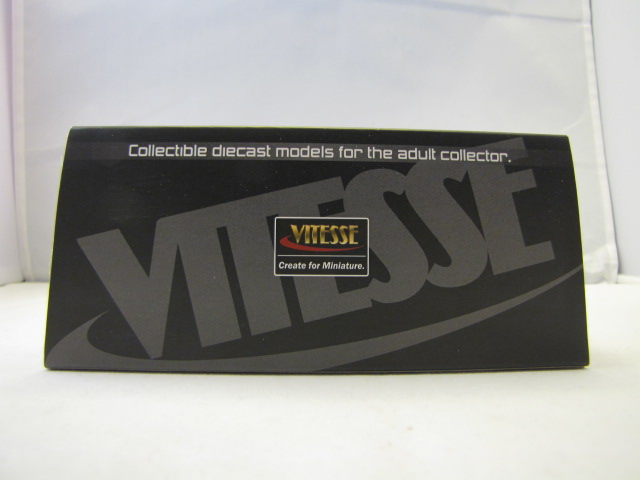 Collectible diecast models for the adult collector.
VITESSE
VITESSE
Create for Miniature.